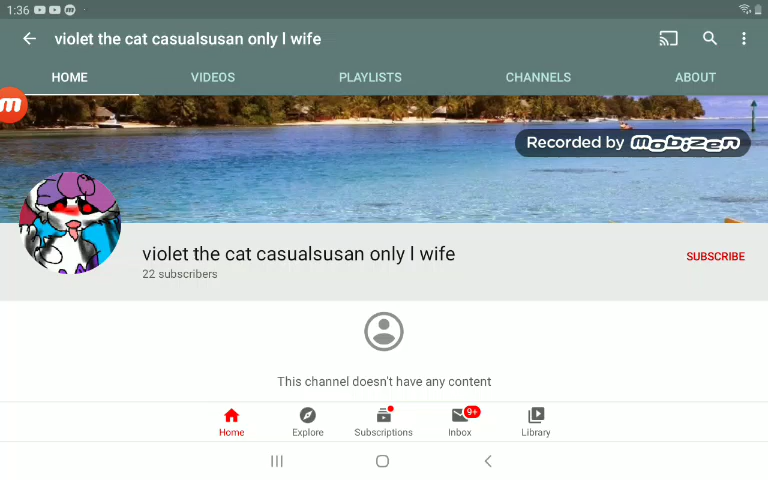 1:36
violet the cat casualsusan only l wife
HOME VIDEOS PLAYLISTS CHANNELS ABOUT
m
Recorded by mobizen
violet the cat casualsusan only l wife
22 subscribers
SUBSCRIBE
This channel doesn't have any content
9+
Home Explore Subscriptions Inbox Library